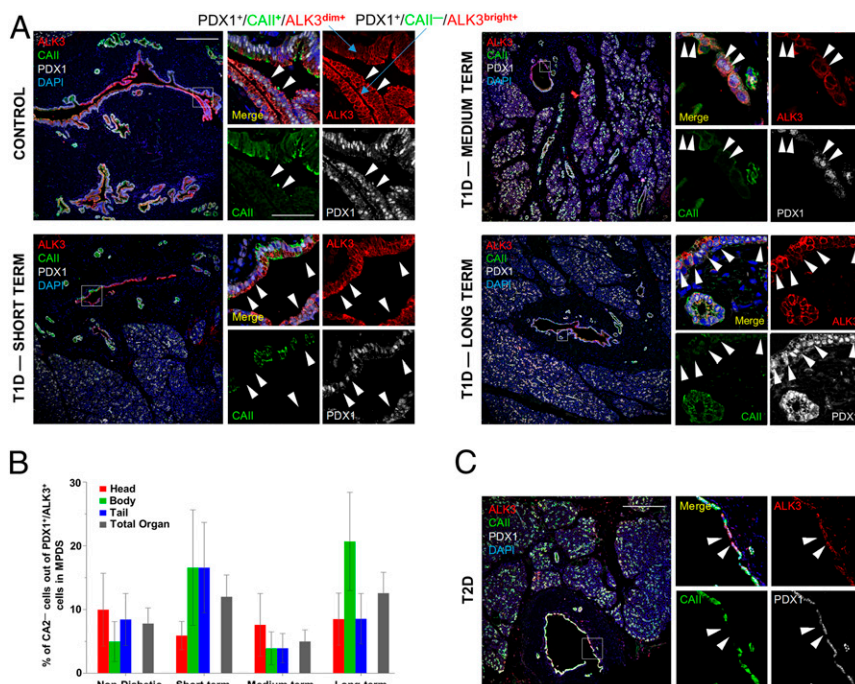 A
PDX1⁺/CAII⁺/ALK3ᵈⁱᵐ⁺ PDX1⁺/CAII⁻/ALK3ᵇʳⁱᵍʰᵗ⁺
CONTROL
ALK3
CAII
PDX1
DAPI
Merge
ALK3
CAII
PDX1
T1D — MEDIUM TERM
ALK3
CAII
PDX1
DAPI
Merge
ALK3
CAII
PDX1
T1D — SHORT TERM
ALK3
CAII
PDX1
DAPI
Merge
ALK3
CAII
PDX1
T1D — LONG TERM
ALK3
CAII
PDX1
DAPI
Merge
ALK3
CAII
PDX
B
% of CA2⁻ cells out of PDX1⁺/ALK3⁺
cells in MPDS
30
20
10
0
Head
Body
Tail
Total Organ
Non Diabetic Short term Medium term Long term
C
T2D
ALK3
CAII
PDX1
DAPI
Merge
ALK3
CAII
PDX1